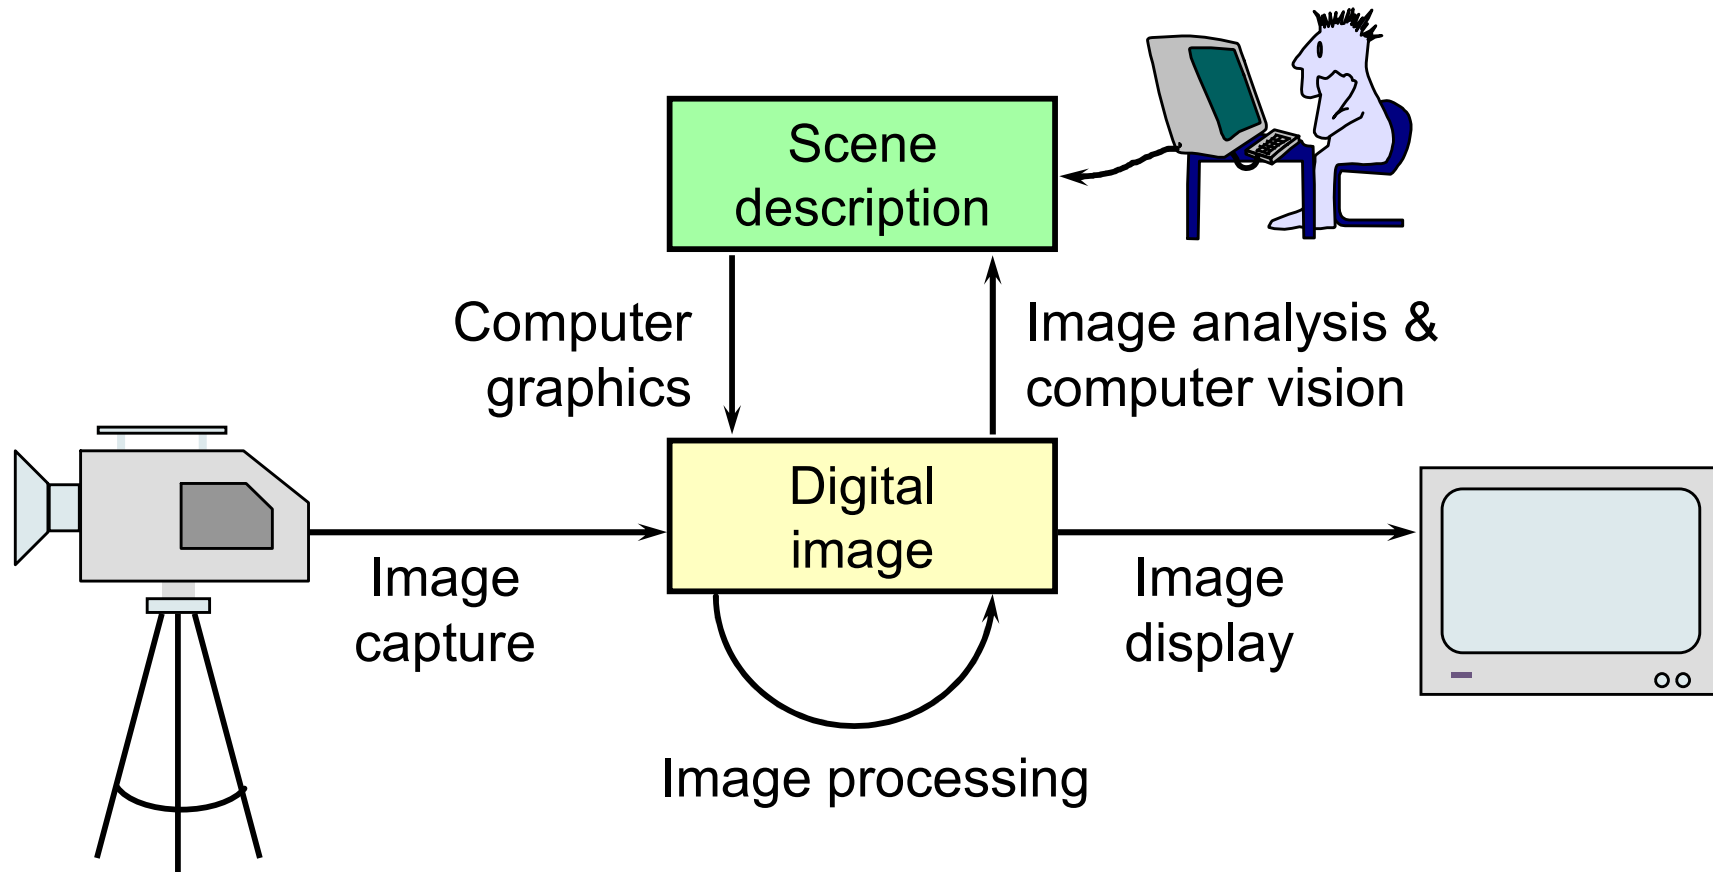 Scene
description
Computer
graphics
Image analysis &
computer vision
Digital
image
Image
capture
Image
display
Image processing